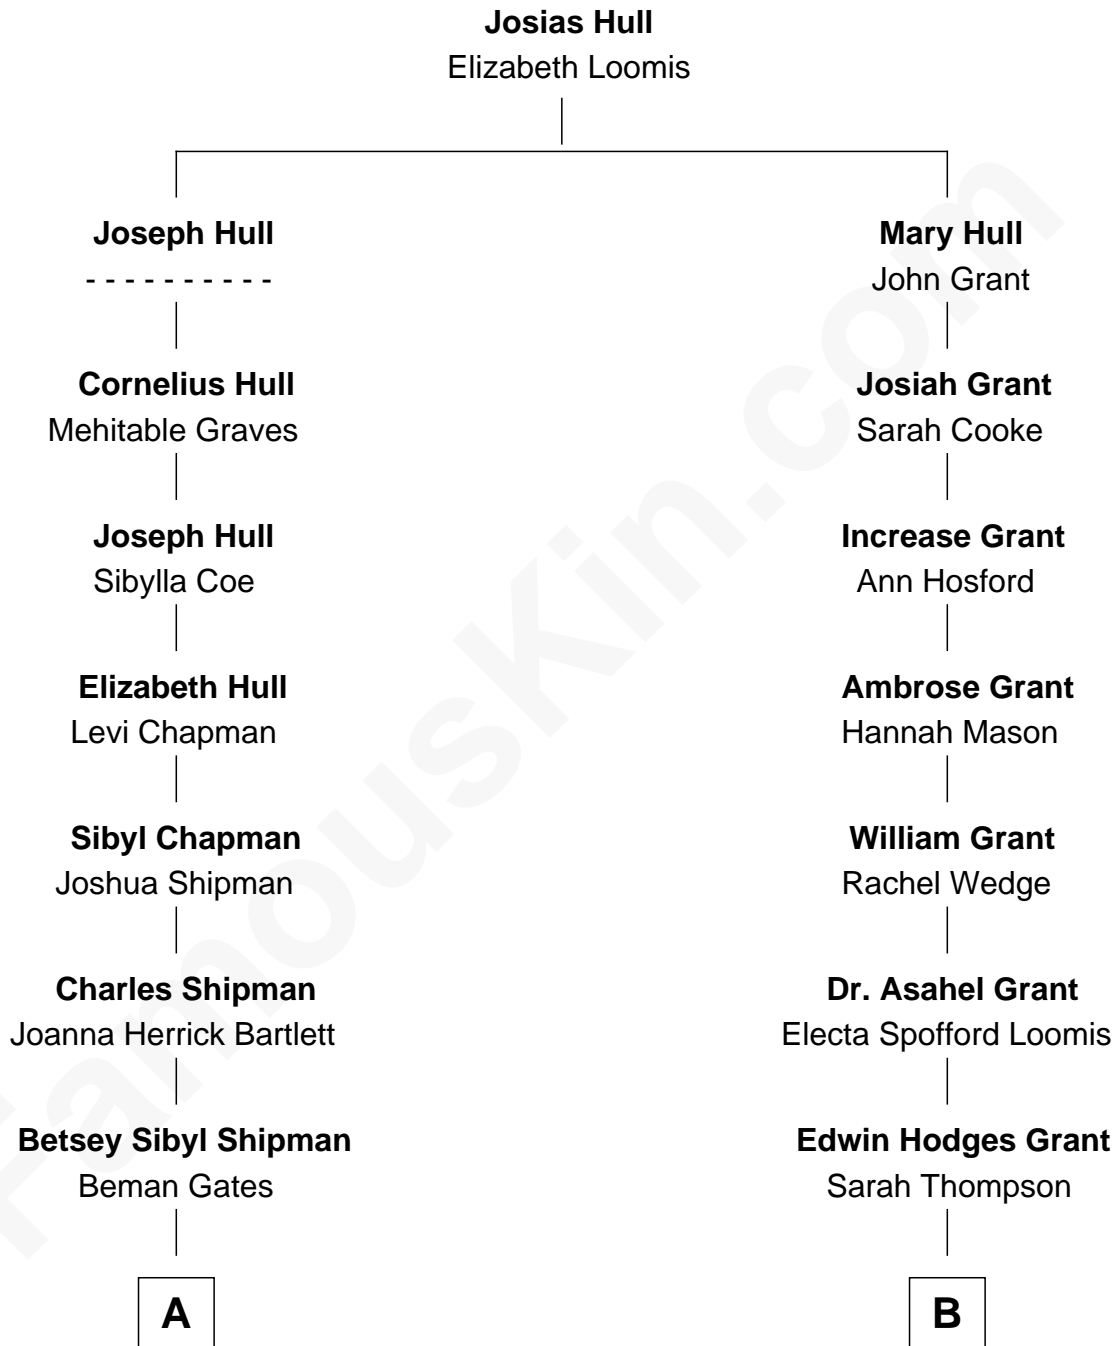 Josias Hull
Elizabeth Loomis
Joseph Hull
- - - - - - - - - -
Mary Hull
John Grant
Cornelius Hull
Mehitable Graves
Josiah Grant
Sarah Cooke
Joseph Hull
Sibylla Coe
Increase Grant
Ann Hosford
Elizabeth Hull
Levi Chapman
Ambrose Grant
Hannah Mason
Sibyl Chapman
Joshua Shipman
William Grant
Rachel Wedge
Charles Shipman
Joanna Herrick Bartlett
Dr. Asahel Grant
Electa Spofford Loomis
Betsey Sibyl Shipman
Beman Gates
Edwin Hodges Grant
Sarah Thompson
A
B
FamousKin.com